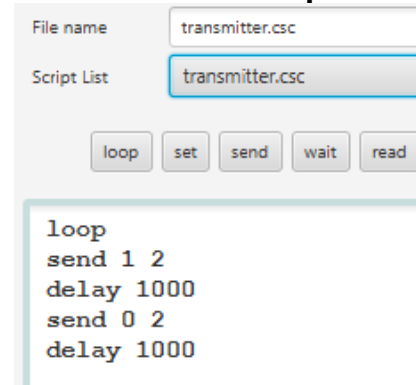 File name transmitter.csc
Script List transmitter.csc
loop set send wait read
loop
send 1 2
delay 1000
send 0 2
delay 1000